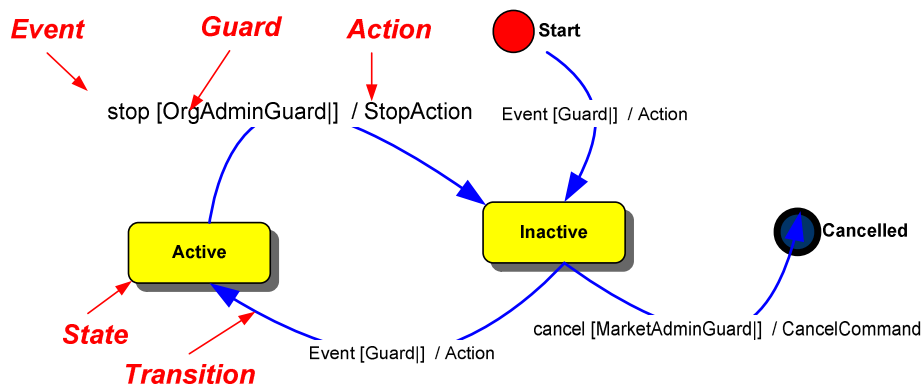 Event
Guard
Action
Start
stop [OrgAdminGuard|]  / StopAction
Event [Guard|]  / Action
Inactive
Cancelled
Active
State
cancel [MarketAdminGuard|]  / CancelCommand
Event [Guard|]  / Action
Transition